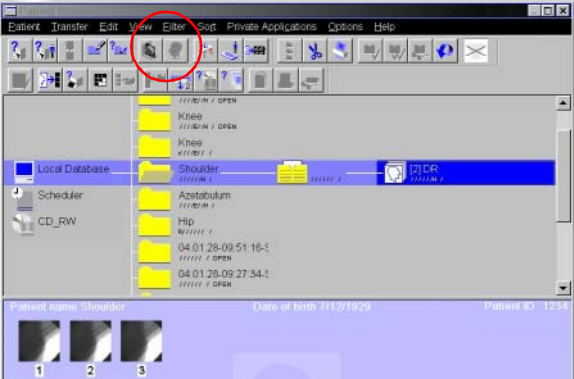 Patient Browser
Patient Transfer Edit View Filter Sort Private Applications Options Help
/ OPEN
Knee
/ OPEN
Knee
Local Database Shoulder [2] DR
Scheduler Azetabulum
CD_RW Hip
04.01.28-09:51:16-S
/ OPEN
04.01.28-09:27:34-S
/ OPEN
Patient name Shoulder Date of birth 7/12/1929 Patient ID 1234
1 2 3